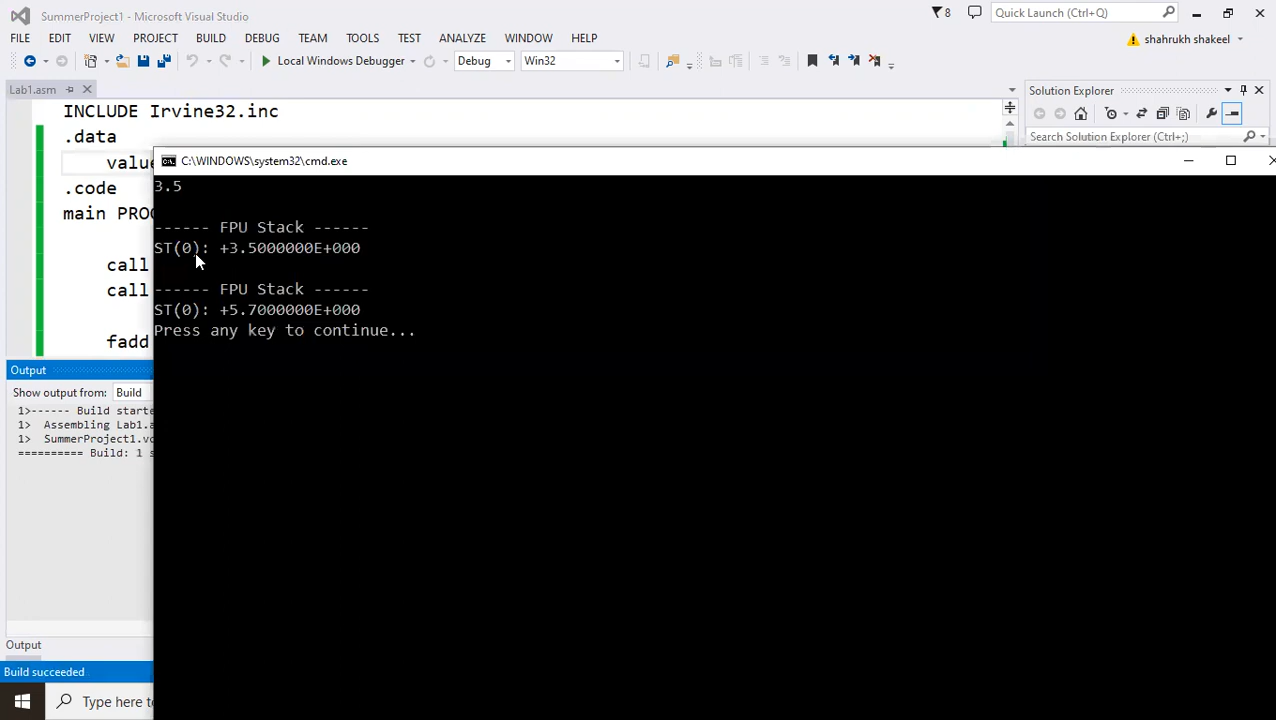 SummerProject1 - Microsoft Visual Studio
8
Quick Launch (Ctrl+Q)
FILE EDIT VIEW PROJECT BUILD DEBUG TEAM TOOLS TEST ANALYZE WINDOW HELP
shahrukh shakeel
Local Windows Debugger
Debug
Win32
Lab1.asm
INCLUDE Irvine32.inc
.data
value
.code
main PROC
call
call
fadd
Solution Explorer
Search Solution Explorer (Ctrl+;)
C:\WINDOWS\system32\cmd.exe
3.5
------ FPU Stack ------
ST(0): +3.5000000E+000
------ FPU Stack ------
ST(0): +5.7000000E+000
Press any key to continue...
Output
Show output from: Build
1>------ Build starte
1> Assembling Lab1.a
1> SummerProject1.vc
========== Build: 1 s
Output
Build succeeded
Type here to